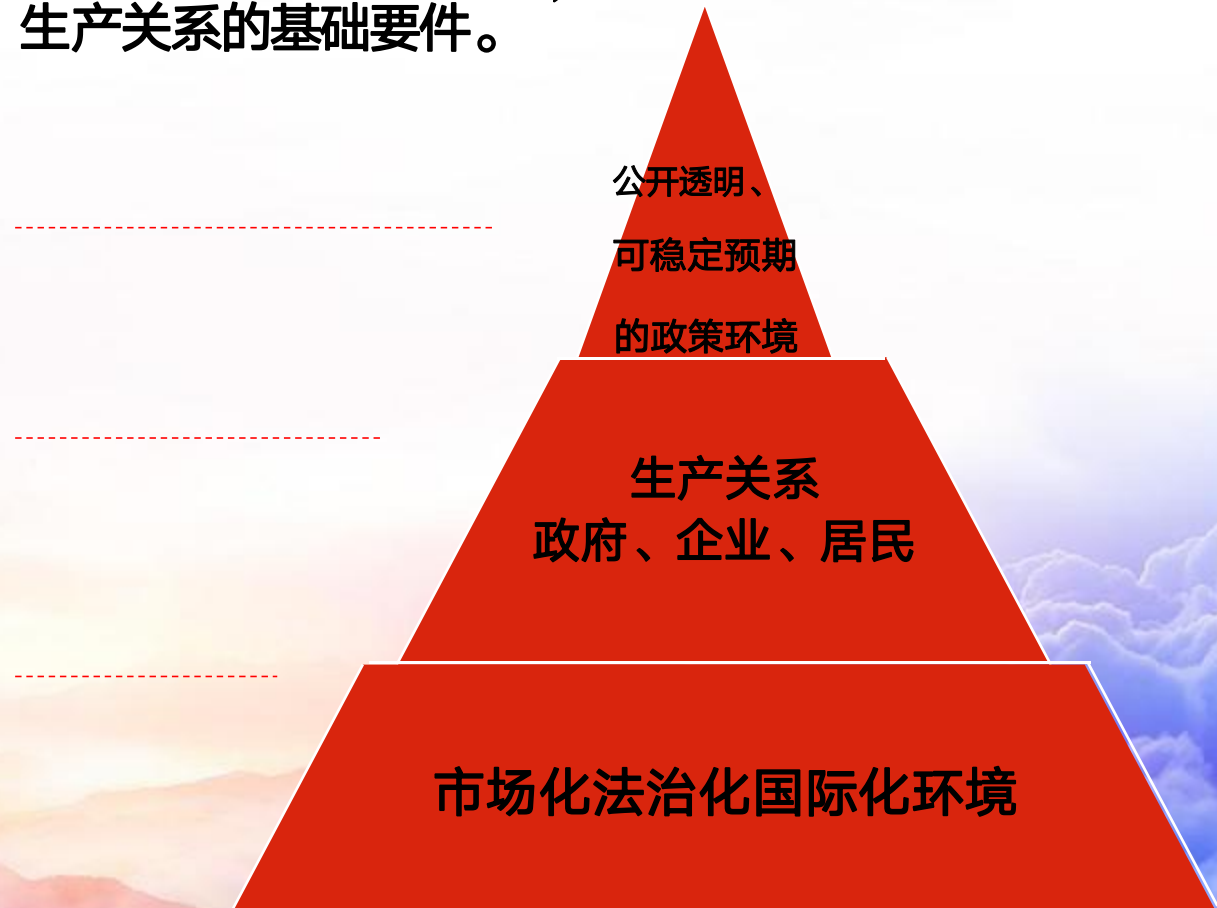 生产关系的基础要件。
公开透明、
可稳定预期
的政策环境
生产关系
政府、企业、居民
市场化法治化国际化环境